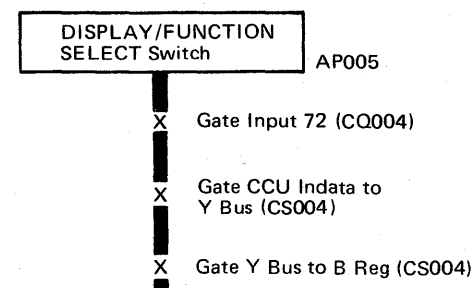 DISPLAY/FUNCTION
SELECT Switch
AP005
X Gate Input 72 (CQ004)
X Gate CCU Indata to
Y Bus (CS004)
X Gate Y Bus to B Reg (CS004)